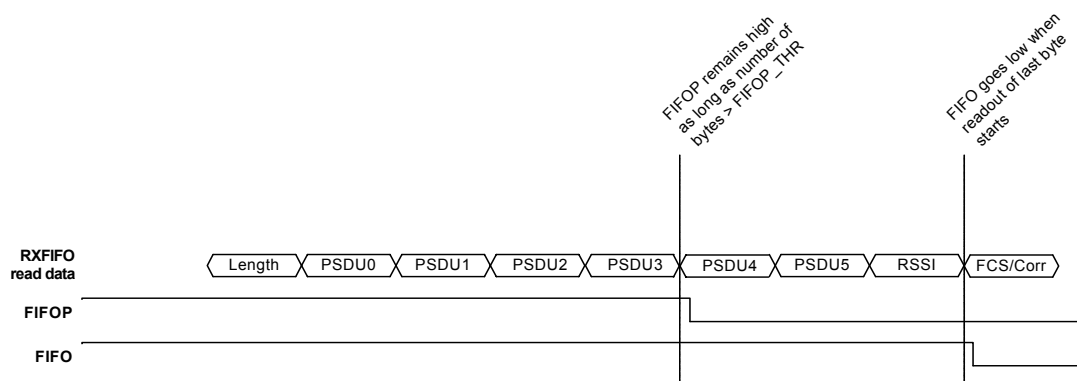 FIFOP remains high
as long as number of
bytes > FIFOP_THR
FIFO goes low when
readout of last byte
starts
RXFIFO
read data
Length PSDU0 PSDU1 PSDU2 PSDU3 PSDU4 PSDU5 RSSI FCS/Corr
FIFOP
FIFO